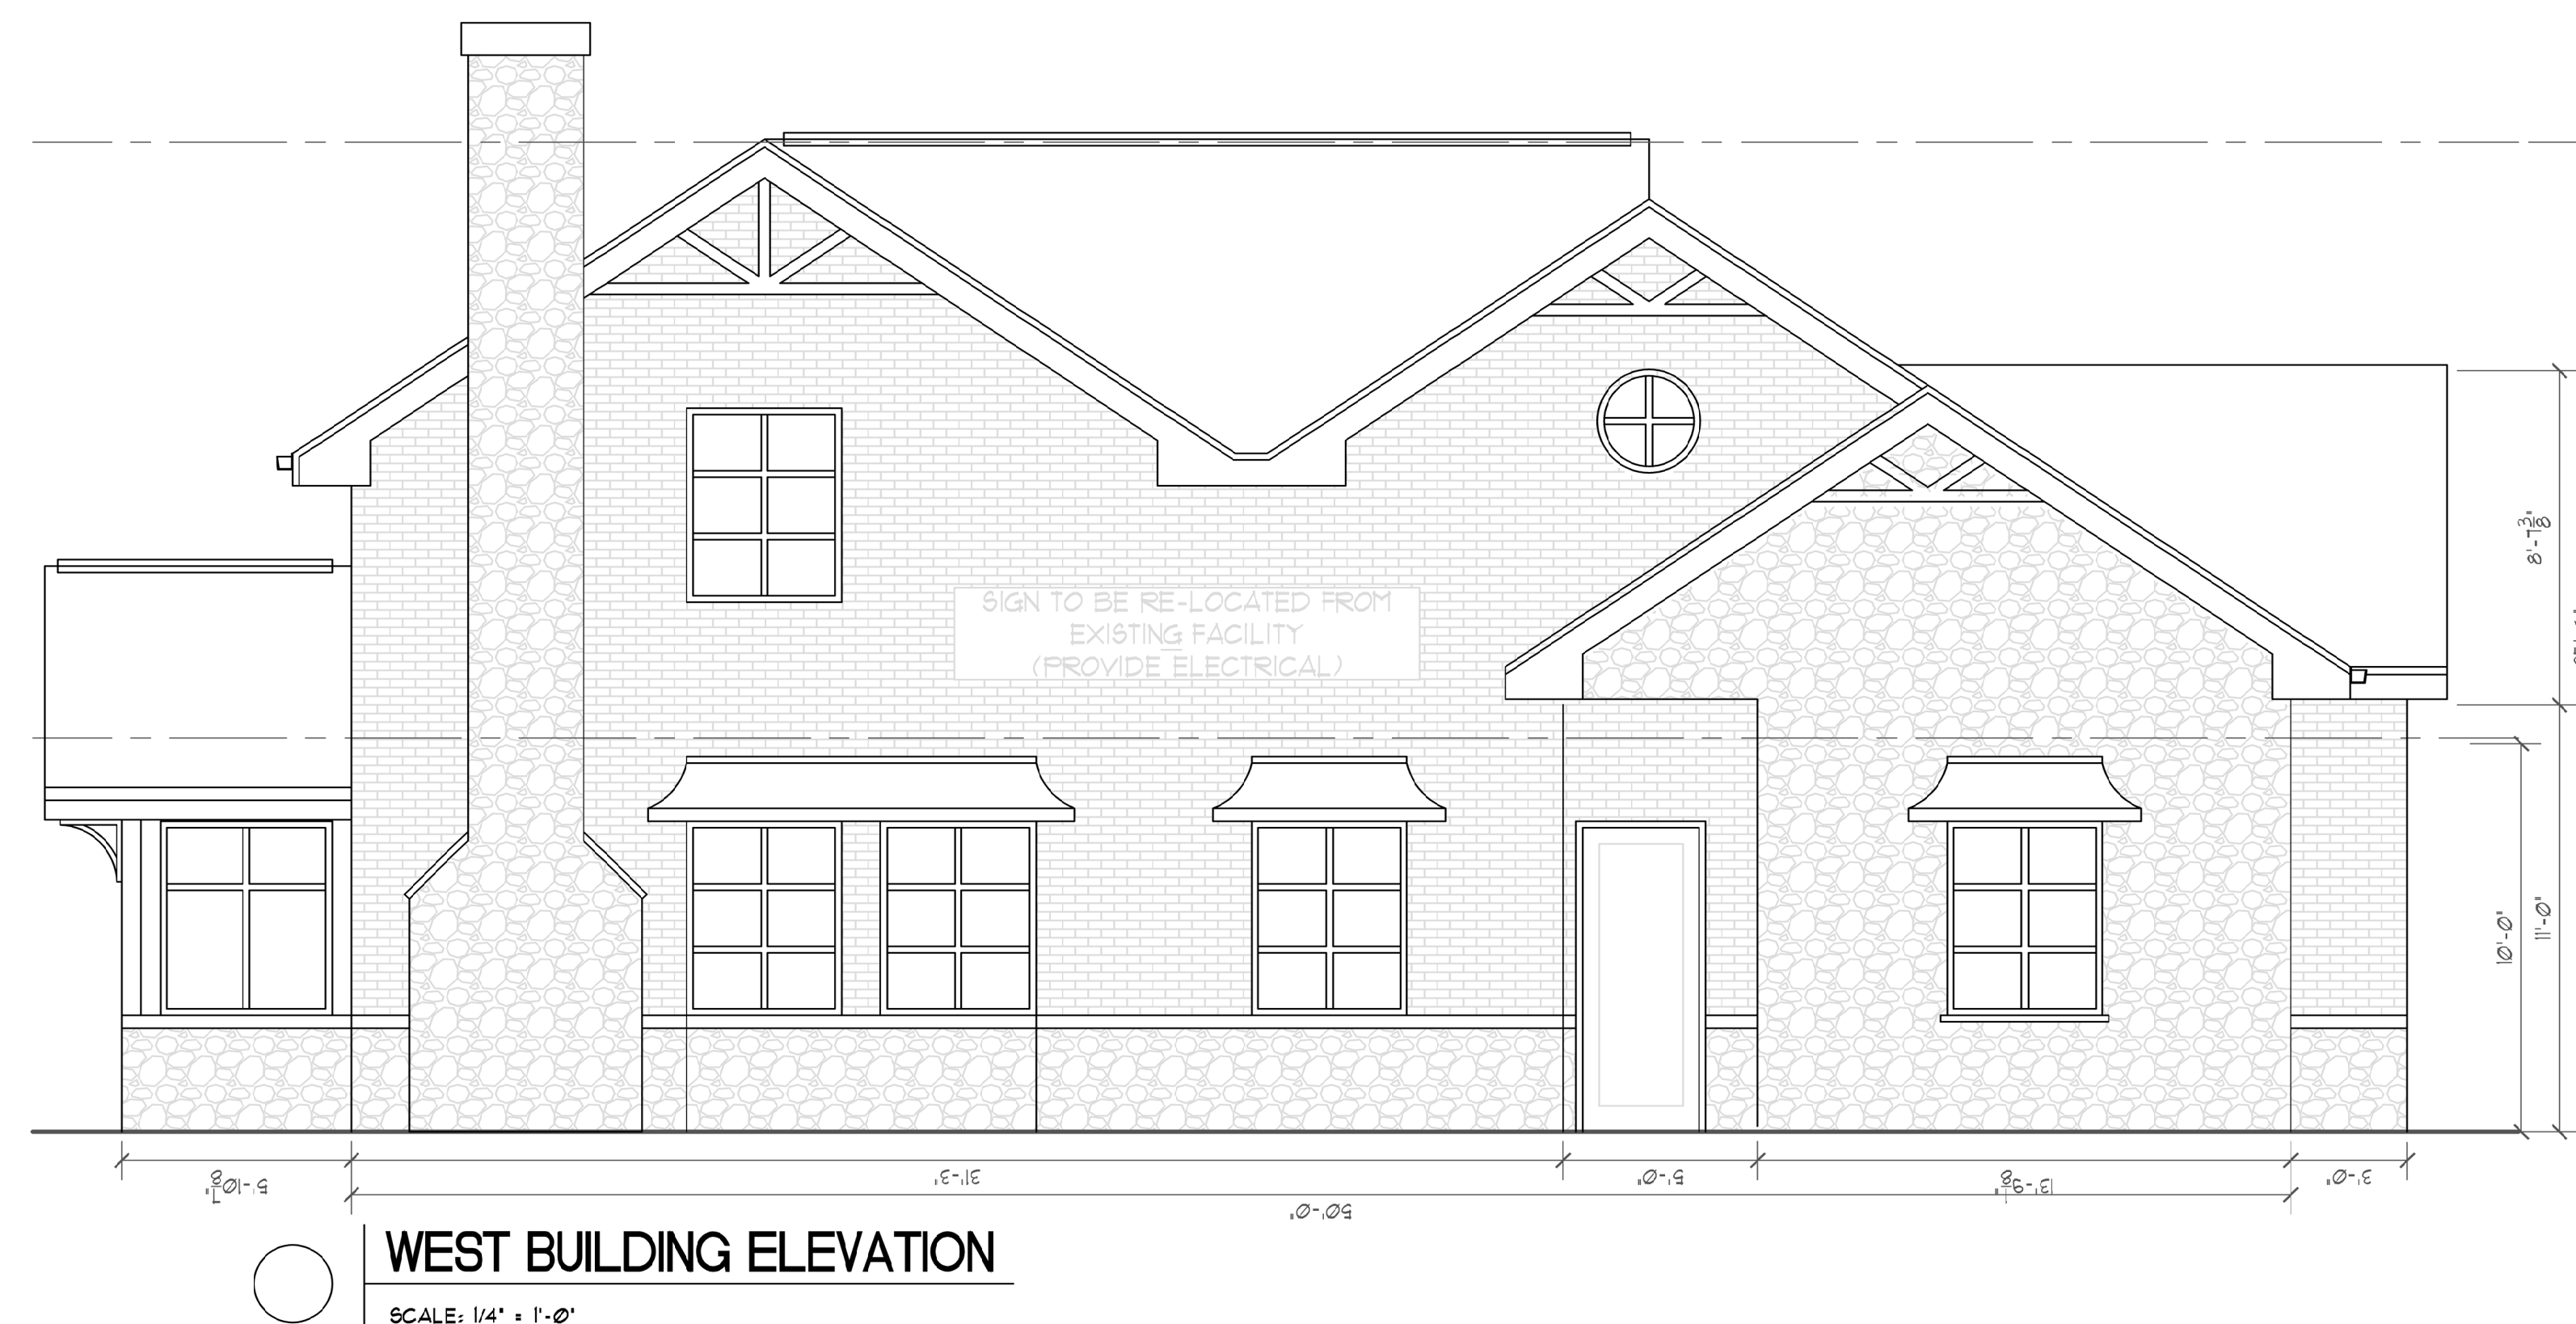 SIGN TO BE RE-LOCATED FROM
EXISTING FACILITY
(PROVIDE ELECTRICAL)
8'-7 3/8"
10'-0"
11'-0"
5'-10 7/8"
31'-3"
5'-0"
13'-9 1/8"
3'-0"
50'-0"
WEST BUILDING ELEVATION
SCALE: 1/4" = 1'-0"